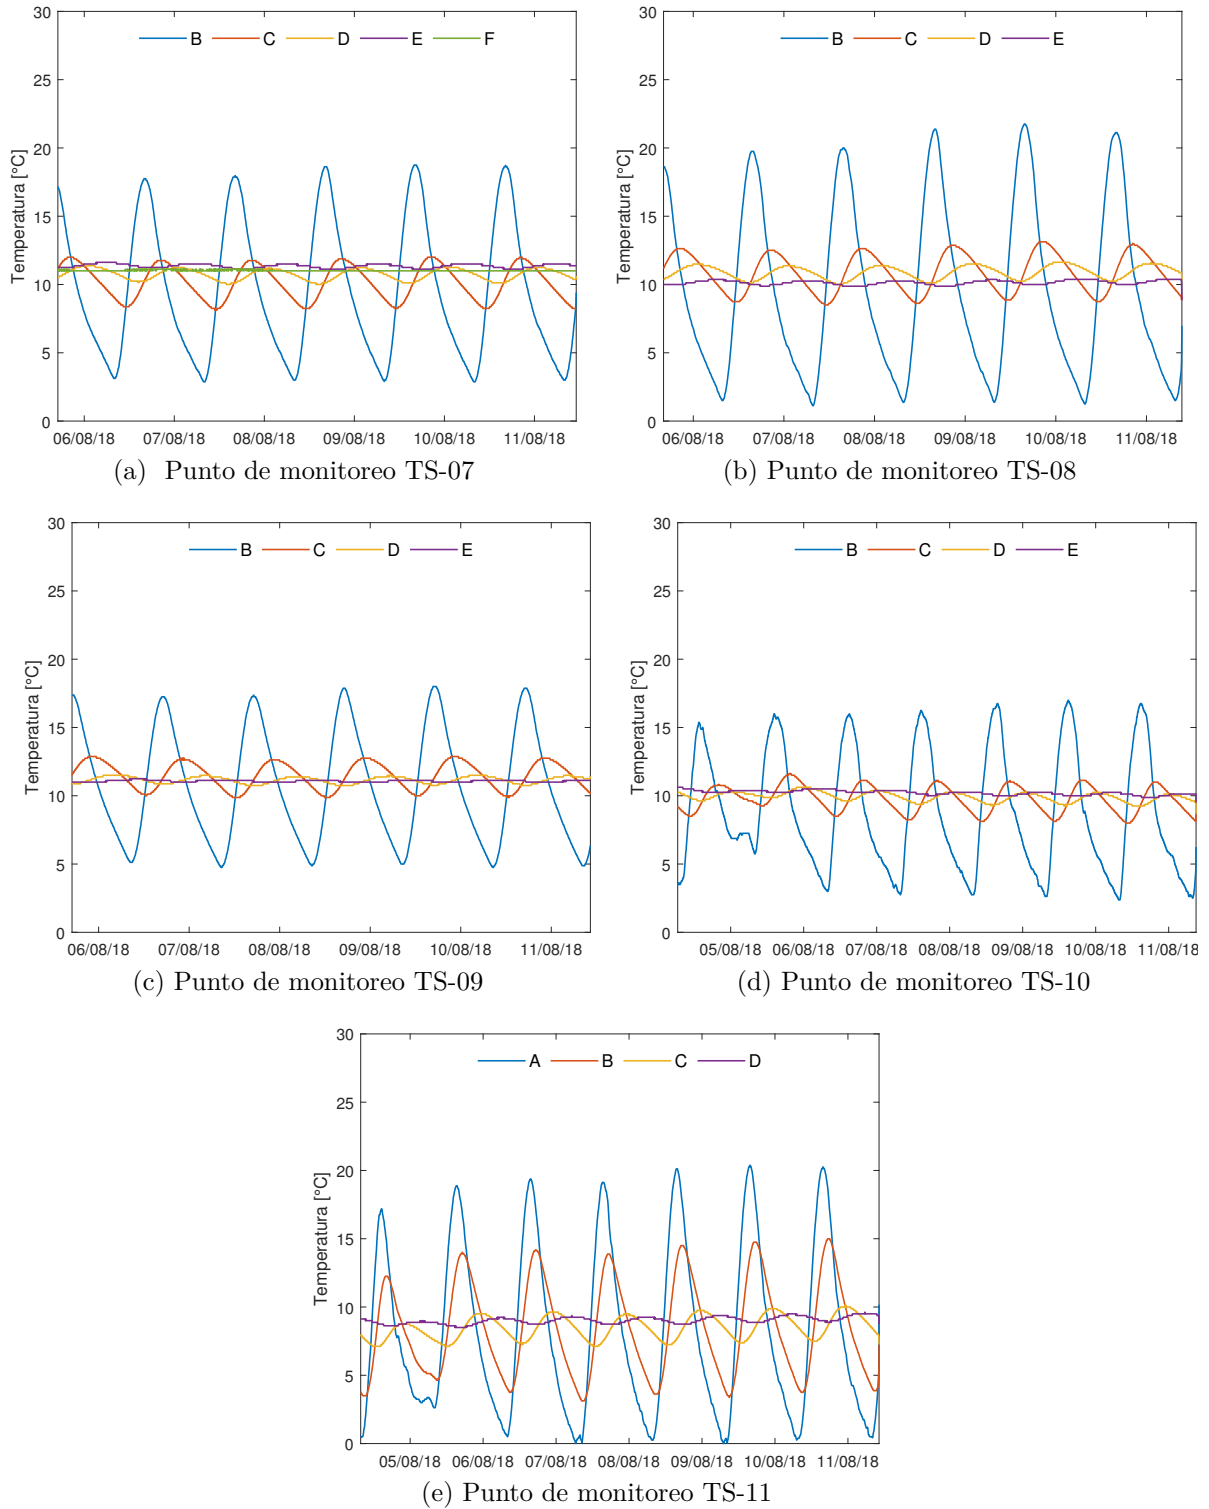 B C D E F
Temperatura [°C]
30
25
20
15
10
5
0
06/08/18 07/08/18 08/08/18 09/08/18 10/08/18 11/08/18
(a) Punto de monitoreo TS-07
B C D E
Temperatura [°C]
30
25
20
15
10
5
0
06/08/18 07/08/18 08/08/18 09/08/18 10/08/18 11/08/18
(b) Punto de monitoreo TS-08
B C D E
Temperatura [°C]
30
25
20
15
10
5
0
06/08/18 07/08/18 08/08/18 09/08/18 10/08/18 11/08/18
(c) Punto de monitoreo TS-09
B C D E
Temperatura [°C]
30
25
20
15
10
5
0
05/08/18 06/08/18 07/08/18 08/08/18 09/08/18 10/08/18 11/08/18
(d) Punto de monitoreo TS-10
A B C D
Temperatura [°C]
30
25
20
15
10
5
0
05/08/18 06/08/18 07/08/18 08/08/18 09/08/18 10/08/18 11/08/18
(e) Punto de monitoreo TS-11